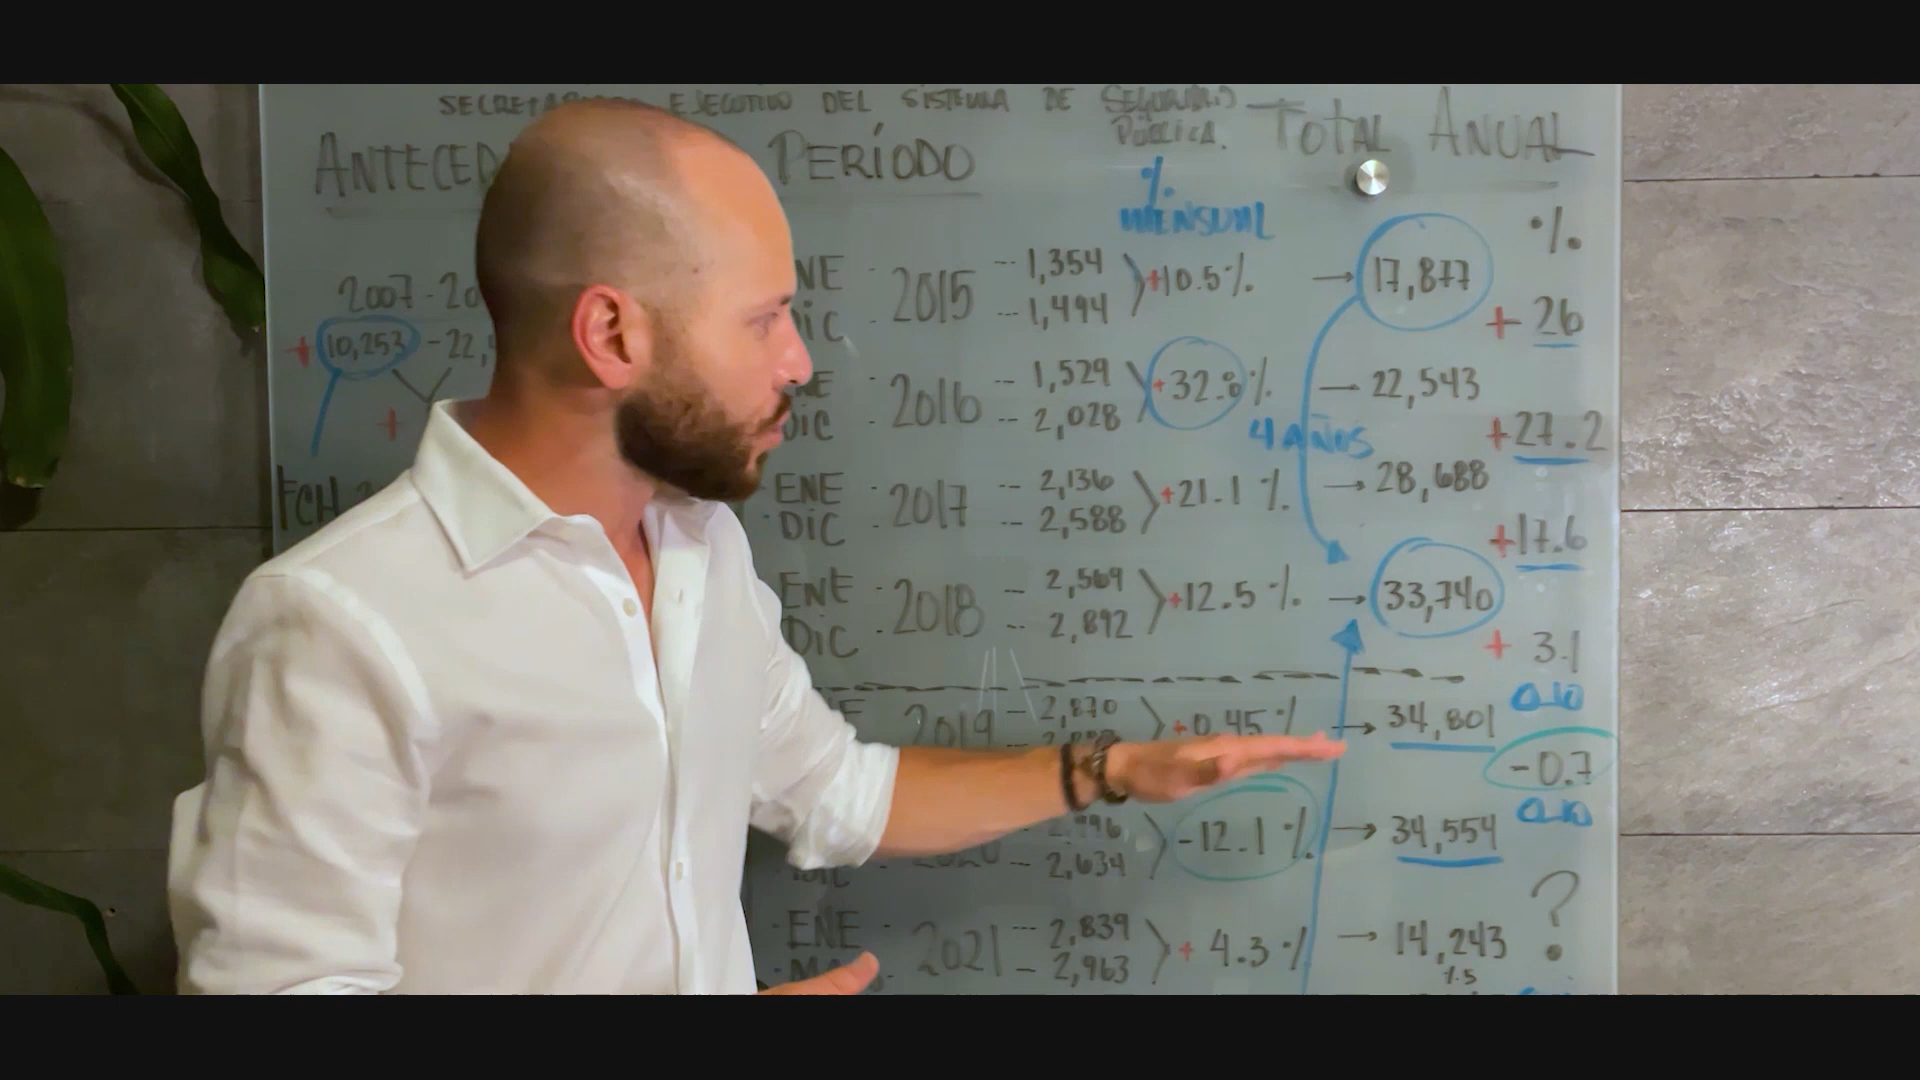 EJECUTIVO DEL SISTEMA DE SEGURIDAD
PÚBLICA.
TOTAL ANUAL
PERÍODO
%
MENSUAL
%
2015 -- 1,354
-- 1,494
+10.5% → 17,877
+ 26
DIC
2007 -
+ 10,253 - 22,
2016 -- 1,529
-- 2,028
+32.8% — 22,543
4 AÑOS
+27.2
+
ENE
DIC
2017 -- 2,136
-- 2,588
+21.1 % → 28,688
+17.6
FCH
ENE
DIC
2018 -- 2,569
-- 2,892
+12.5 % → 33,740
+ 3.1
2019 - 2,870
+0.45 % → 34,801
-0.7
- 2,634
-12.1 % → 34,554
?
ENE
2021 --- 2,839
- 2,963
+ 4.3 % → 14,243